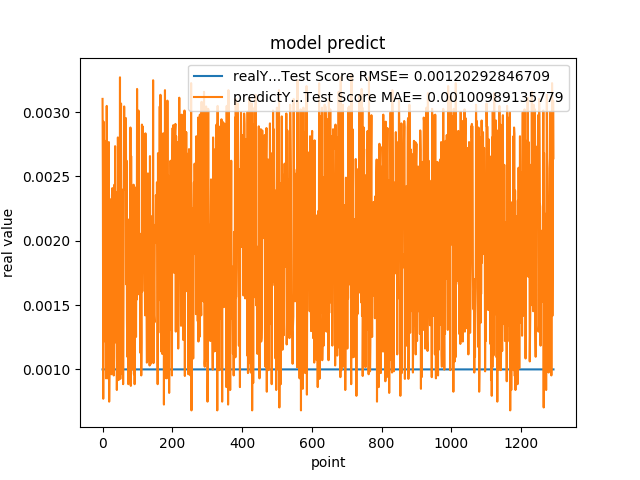 model predict
realY...Test Score RMSE= 0.00120292846709
predictY...Test Score MAE= 0.00100989135779
0.0030
0.0025
0.0020
0.0015
0.0010
real value
0 200 400 600 800 1000 1200
point